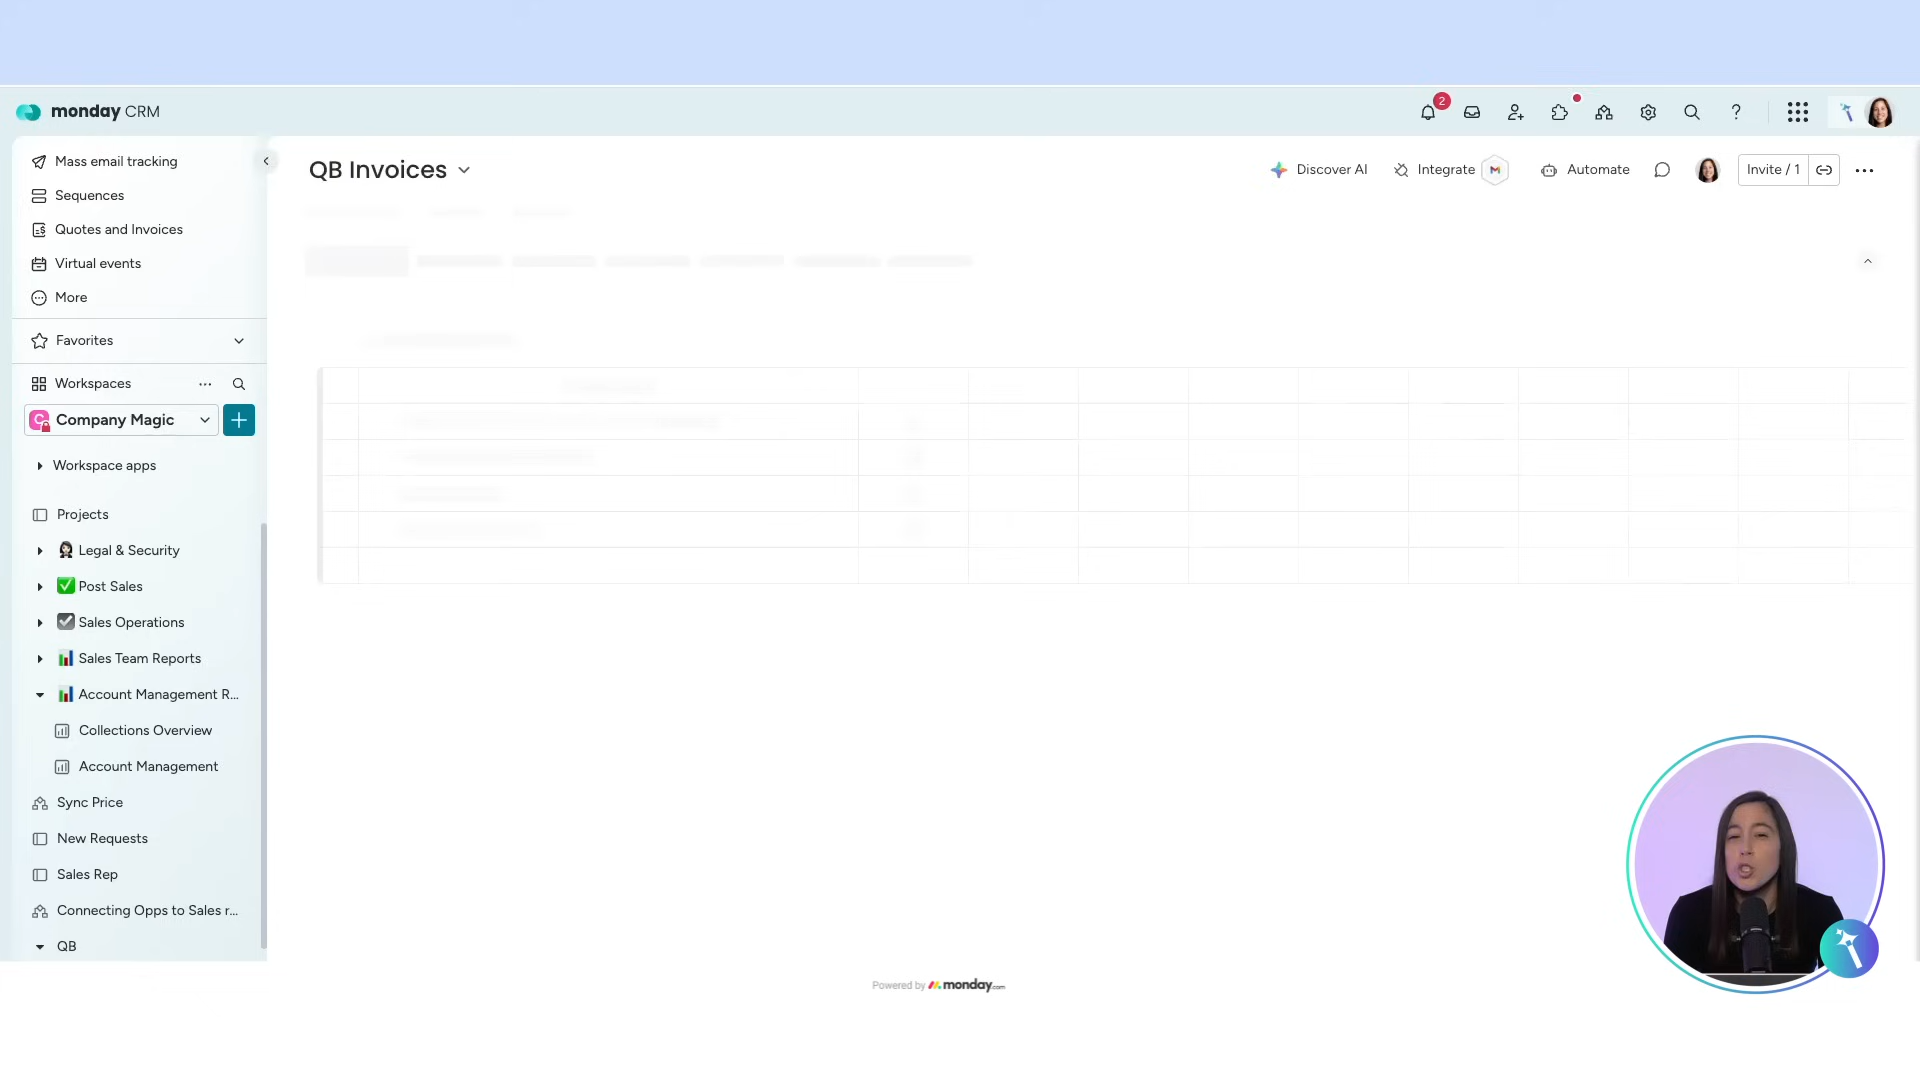 monday CRM
2
Mass email tracking
Sequences
Quotes and Invoices
Virtual events
More
Favorites
Workspaces
C
Company Magic
Workspace apps
Projects
Legal & Security
Post Sales
Sales Operations
Sales Team Reports
Account Management R...
Collections Overview
Account Management
Sync Price
New Requests
Sales Rep
Connecting Opps to Sales r...
QB
QB Invoices
Discover AI
Integrate
Automate
Invite / 1
Powered by monday.com